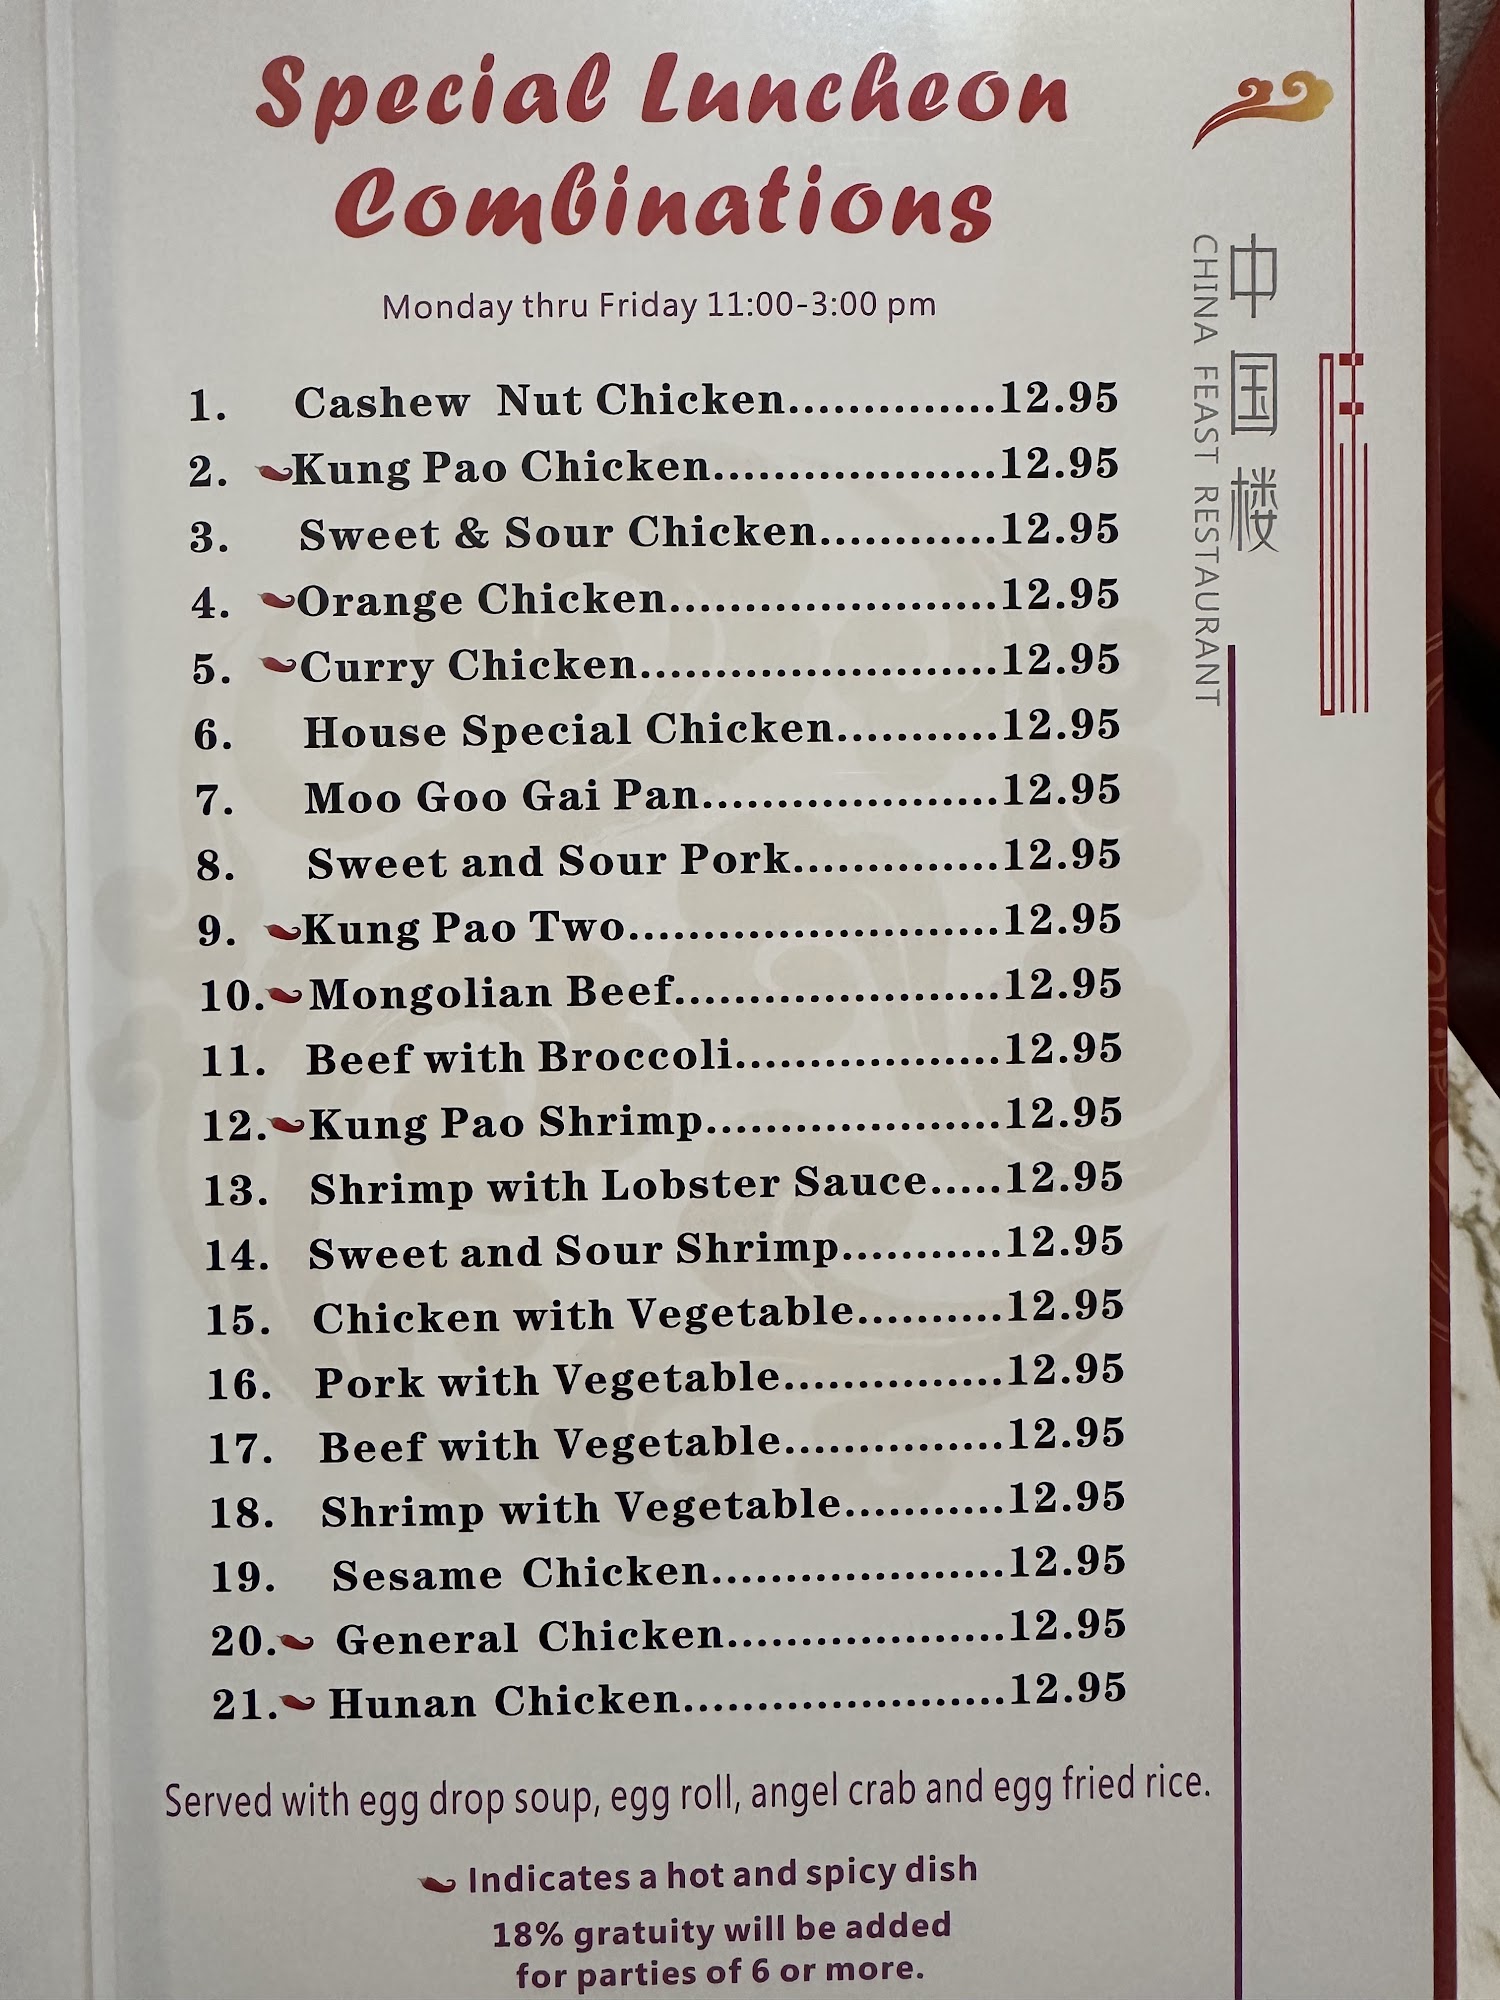 Special Luncheon
Combinations
Monday thru Friday 11:00-3:00 pm
1. Cashew Nut Chicken..............12.95
2. Kung Pao Chicken...................12.95
3. Sweet & Sour Chicken............12.95
4. Orange Chicken......................12.95
5. Curry Chicken........................12.95
6. House Special Chicken...........12.95
7. Moo Goo Gai Pan....................12.95
8. Sweet and Sour Pork..............12.95
9. Kung Pao Two.........................12.95
10. Mongolian Beef......................12.95
11. Beef with Broccoli..................12.95
12. Kung Pao Shrimp....................12.95
13. Shrimp with Lobster Sauce.....12.95
14. Sweet and Sour Shrimp...........12.95
15. Chicken with Vegetable..........12.95
16. Pork with Vegetable...............12.95
17. Beef with Vegetable...............12.95
18. Shrimp with Vegetable...........12.95
19. Sesame Chicken....................12.95
20. General Chicken...................12.95
21. Hunan Chicken......................12.95
Served with egg drop soup, egg roll, angel crab and egg fried rice.
Indicates a hot and spicy dish
18% gratuity will be added
for parties of 6 or more.
中国楼
CHINA FEAST RESTAURANT